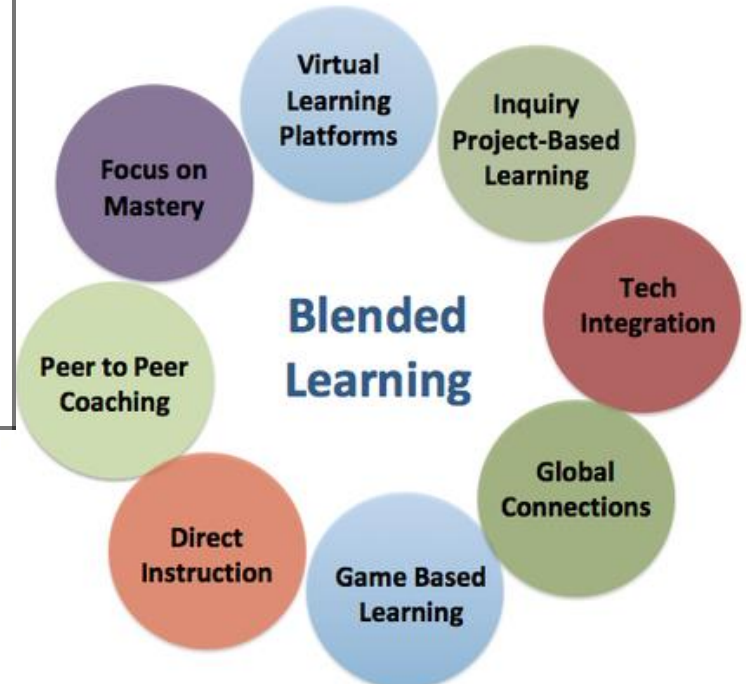 Virtual
Learning
Platforms
Inquiry
Project-Based
Learning
Focus on
Mastery
Tech
Integration
Blended
Learning
Peer to Peer
Coaching
Global
Connections
Direct
Instruction
Game Based
Learning